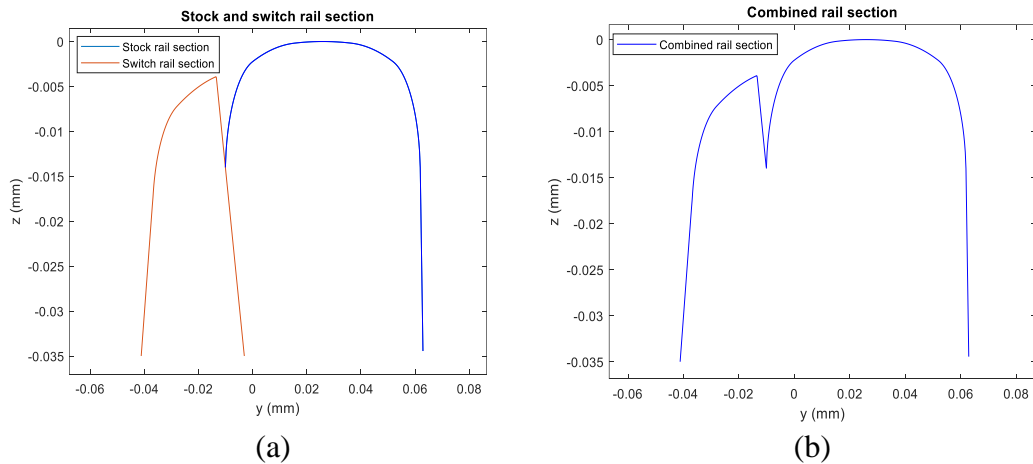 Stock and switch rail section
Stock rail section
Switch rail section
0
-0.005
-0.01
-0.015
-0.02
-0.025
-0.03
-0.035
z (mm)
-0.06 -0.04 -0.02 0 0.02 0.04 0.06 0.08
y (mm)
(a)
Combined rail section
Combined rail section
0
-0.005
-0.01
-0.015
-0.02
-0.025
-0.03
-0.035
z (mm)
-0.06 -0.04 -0.02 0 0.02 0.04 0.06 0.08
y (mm)
(b)